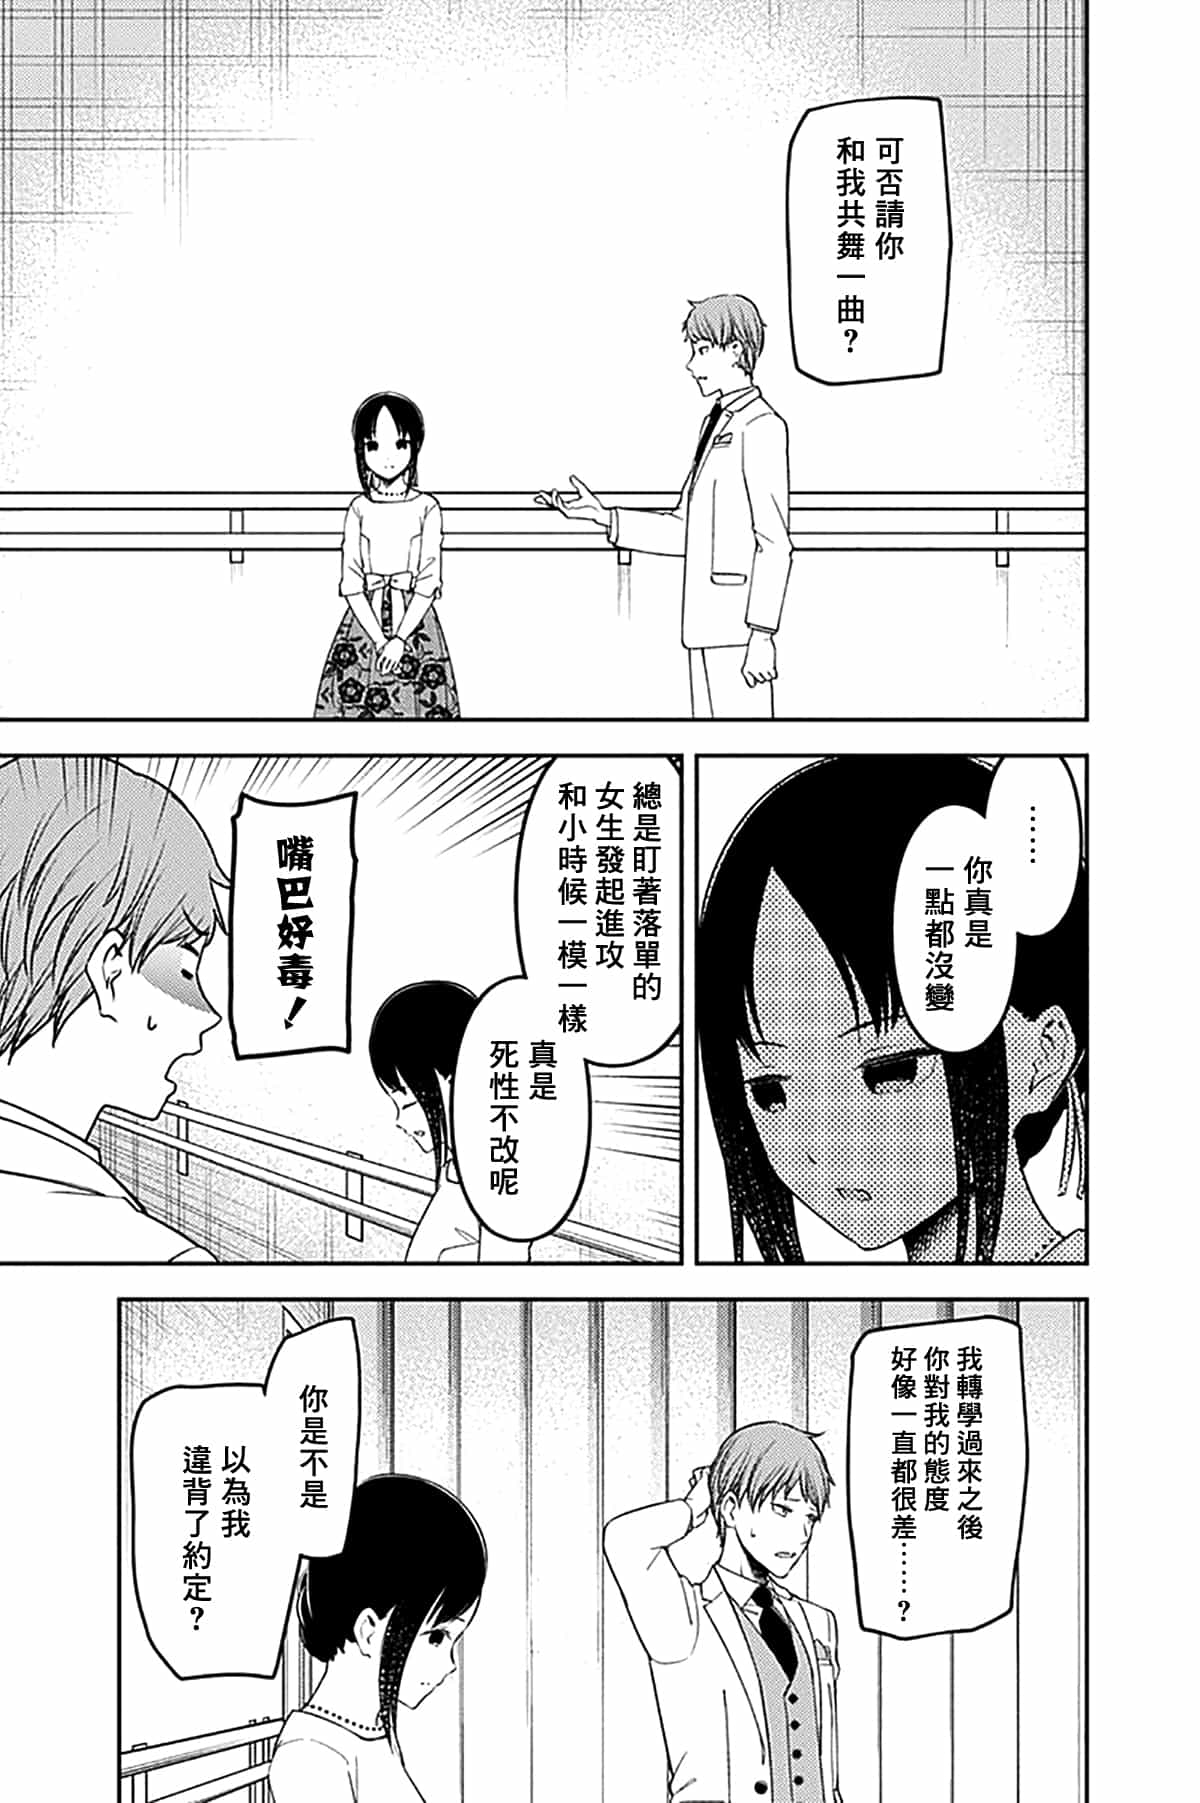 可否請你
和我共舞一曲？
……
你真是
一點都沒變
總是盯著落單的
女生發起進攻
和小時候一模一樣
真是
死性不改呢
嘴巴好毒！
我轉學過來之後
你對我的態度
好像一直都很差……？
你是不是
以為我
違背了約定？